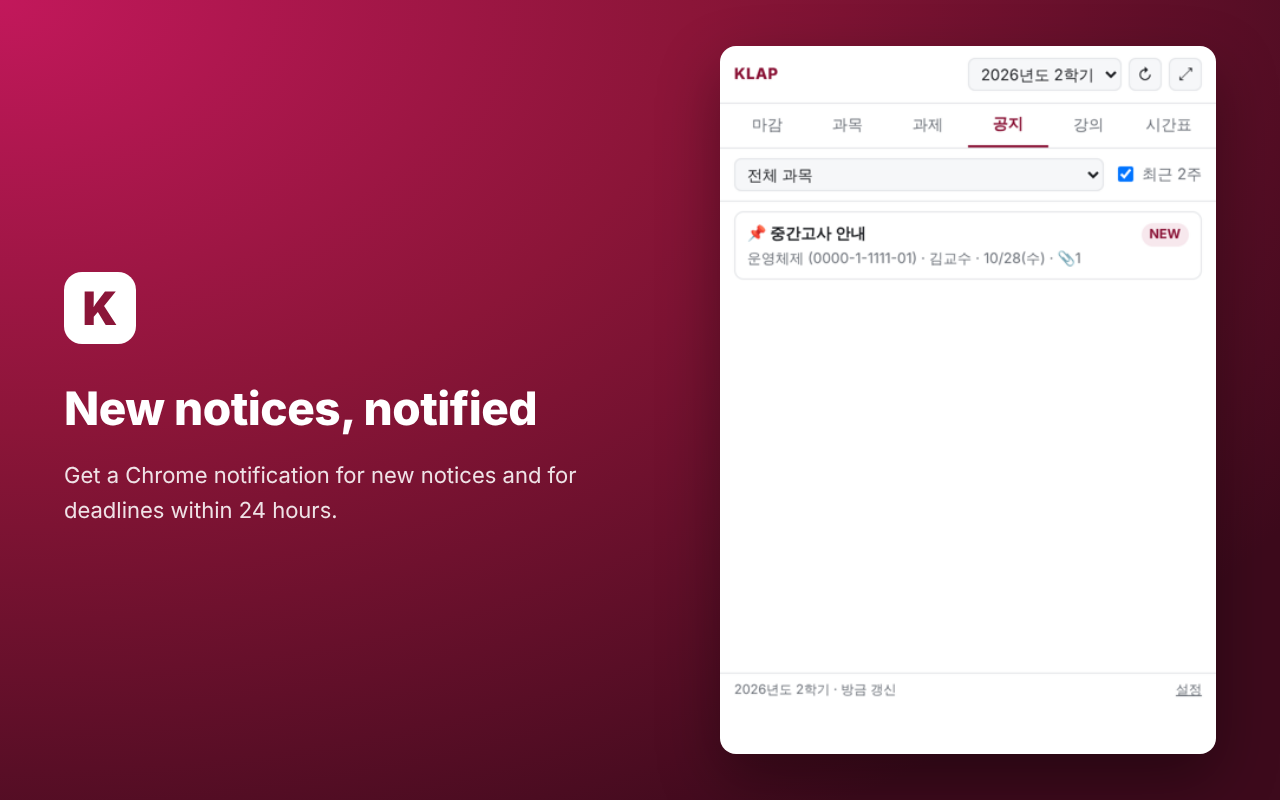 K
New notices, notified
Get a Chrome notification for new notices and for
deadlines within 24 hours.
KLAP
2026년도 2학기
마감 과목 과제 공지 강의 시간표
전체 과목
최근 2주
📌 중간고사 안내
NEW
운영체제 (0000-1-1111-01) · 김교수 · 10/28(수) · 📎1
2026년도 2학기 · 방금 갱신
설정